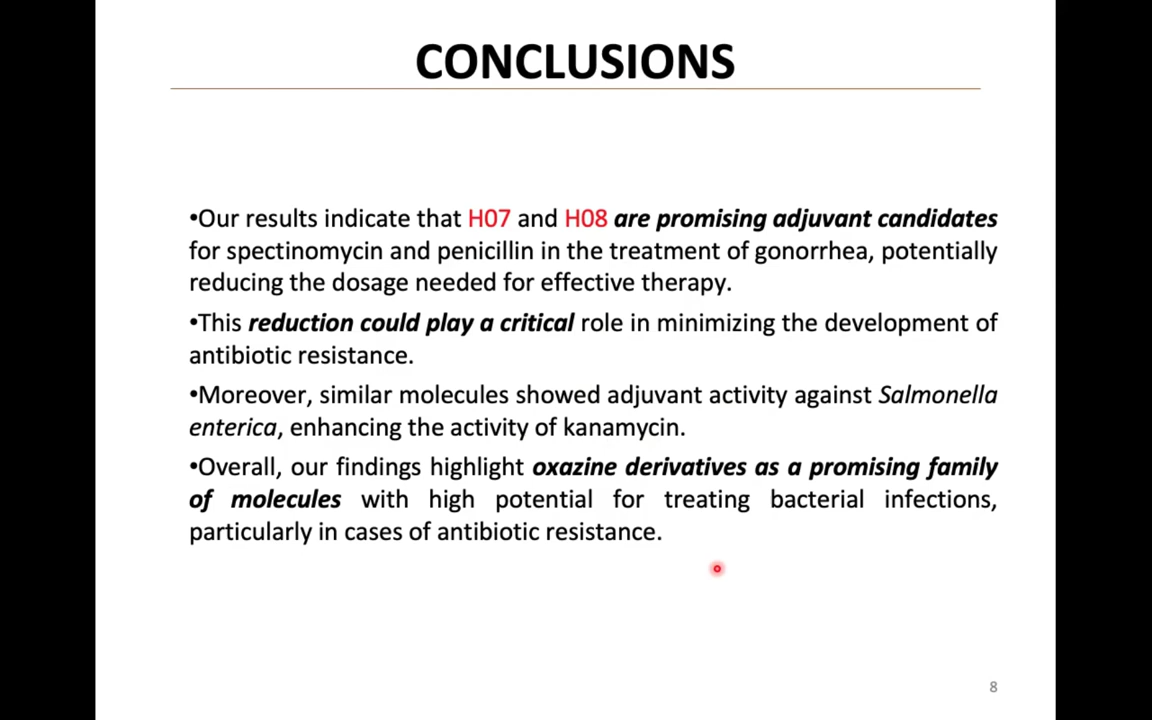 CONCLUSIONS
•Our results indicate that H07 and H08 are promising adjuvant candidates
for spectinomycin and penicillin in the treatment of gonorrhea, potentially
reducing the dosage needed for effective therapy.
•This reduction could play a critical role in minimizing the development of
antibiotic resistance.
•Moreover, similar molecules showed adjuvant activity against Salmonella
enterica, enhancing the activity of kanamycin.
•Overall, our findings highlight oxazine derivatives as a promising family
of molecules with high potential for treating bacterial infections,
particularly in cases of antibiotic resistance.
8